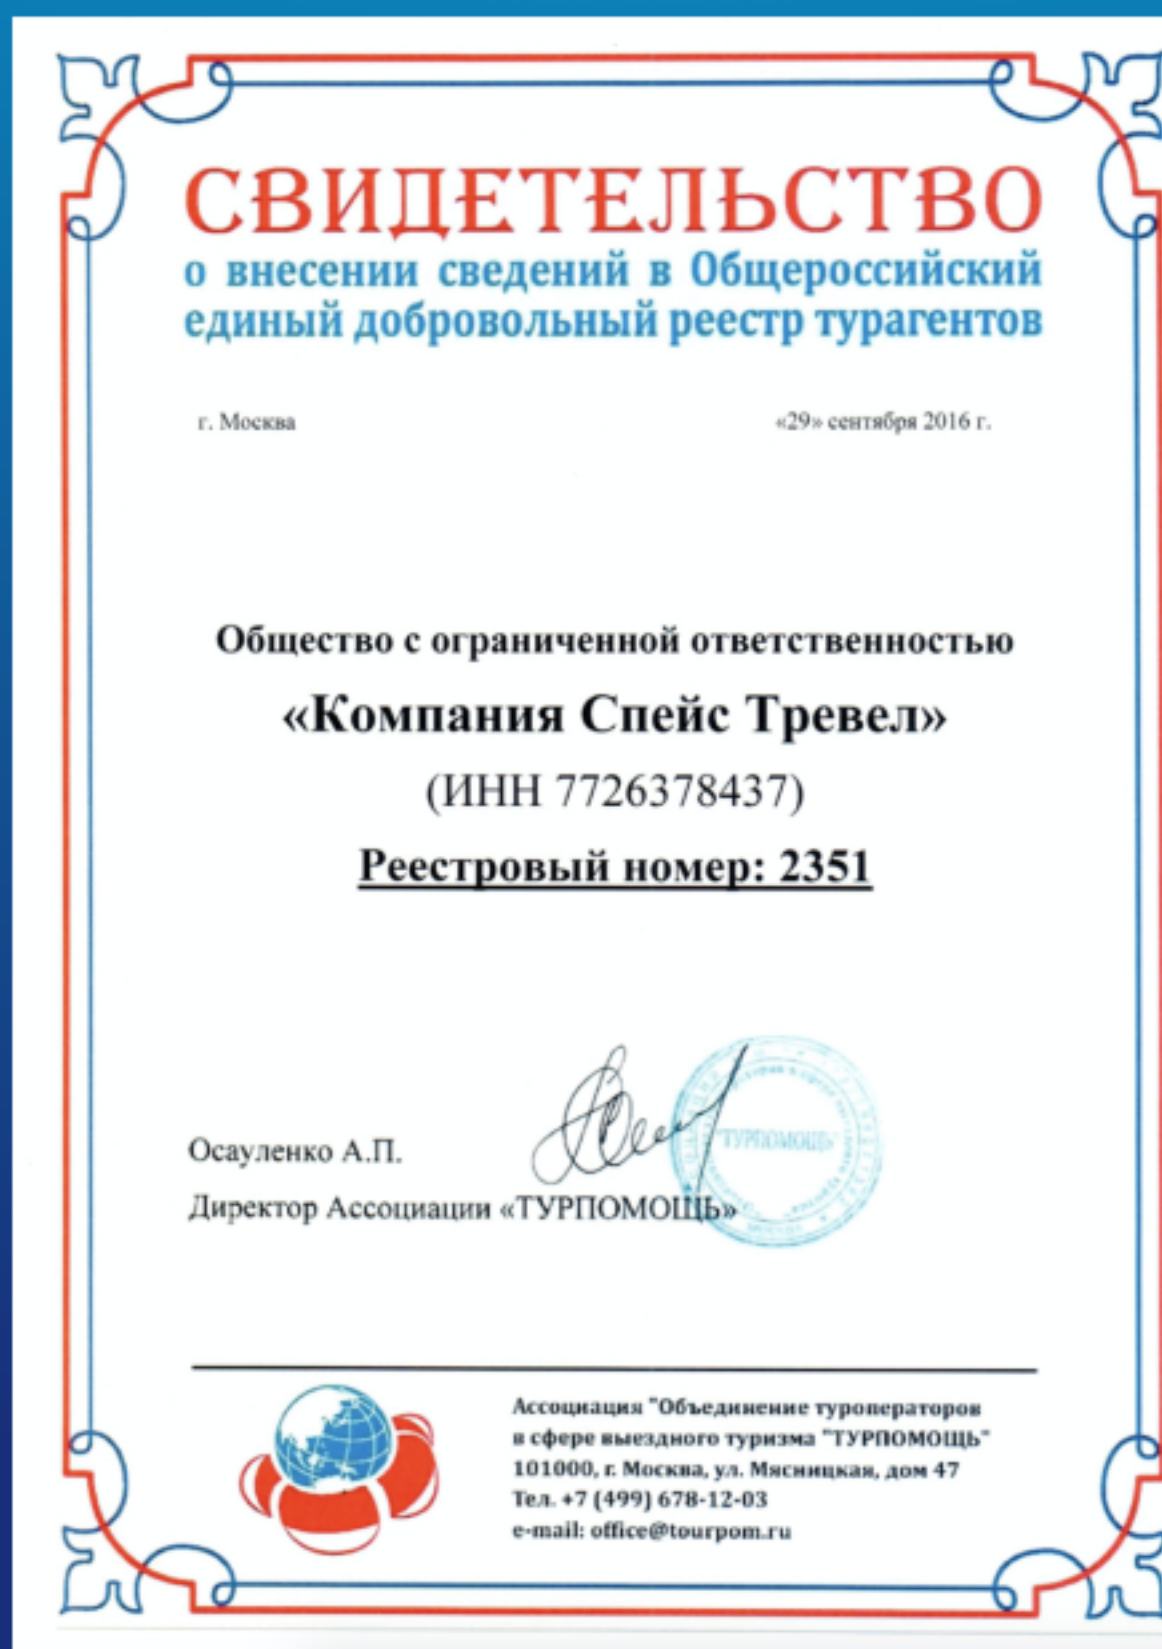 СВИДЕТЕЛЬСТВО
о внесении сведений в Общероссийский
единый добровольный реестр турагентов
г. Москва «29» сентября 2016 г.
Общество с ограниченной ответственностью
«Компания Спейс Тревел»
(ИНН 7726378437)
Реестровый номер: 2351
Осауленко А.П.
"ТУРПОМОЩЬ"
Директор Ассоциации «ТУРПОМОЩЬ»
Ассоциация "Объединение туроператоров
в сфере выездного туризма "ТУРПОМОЩЬ"
101000, г. Москва, ул. Мясницкая, дом 47
Тел. +7 (499) 678-12-03
e-mail: office@tourpom.ru